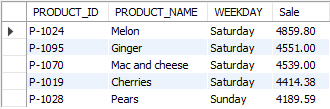 PRODUCT_ID PRODUCT_NAME WEEKDAY Sale
P-1024 Melon Saturday 4859.80
P-1095 Ginger Saturday 4551.00
P-1070 Mac and cheese Saturday 4539.00
P-1019 Cherries Saturday 4414.38
P-1028 Pears Sunday 4189.59